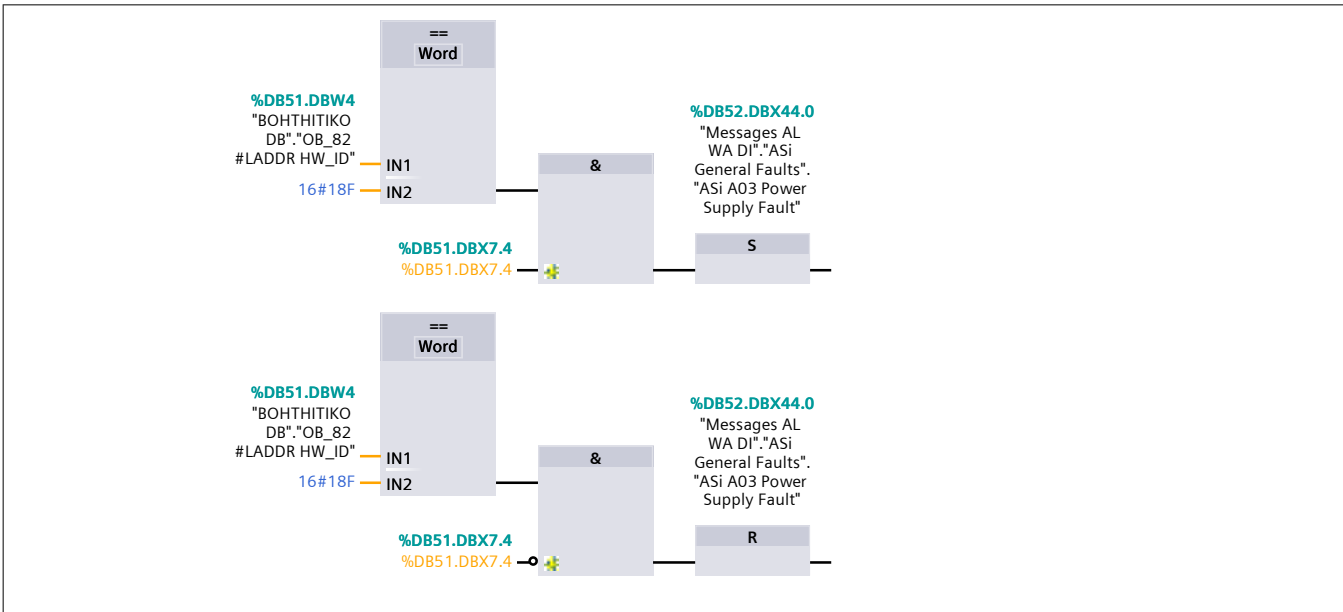 ==
Word
%DB51.DBW4
"BOHTHITIKO
DB"."OB_82
#LADDR HW_ID"
IN1
16#18F
IN2
&
%DB51.DBX7.4
%DB51.DBX7.4
%DB52.DBX44.0
"Messages AL
WA DI"."ASi
General Faults".
"ASi A03 Power
Supply Fault"
S
==
Word
%DB51.DBW4
"BOHTHITIKO
DB"."OB_82
#LADDR HW_ID"
IN1
16#18F
IN2
&
%DB51.DBX7.4
%DB51.DBX7.4
%DB52.DBX44.0
"Messages AL
WA DI"."ASi
General Faults".
"ASi A03 Power
Supply Fault"
R